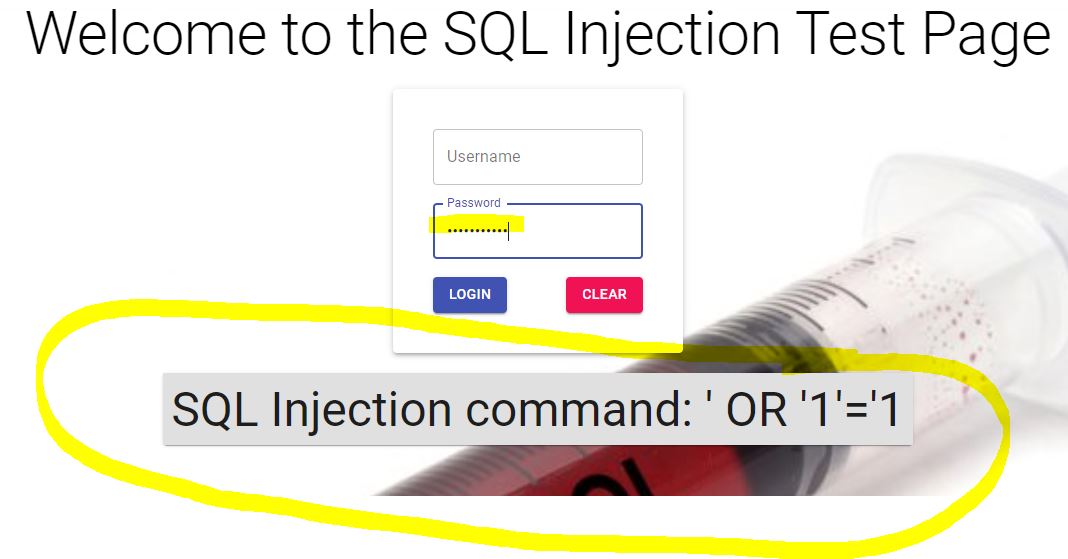 Welcome to the SQL Injection Test Page
Username
Password
•••••••••••
LOGIN
CLEAR
SQL Injection command: ' OR '1'='1